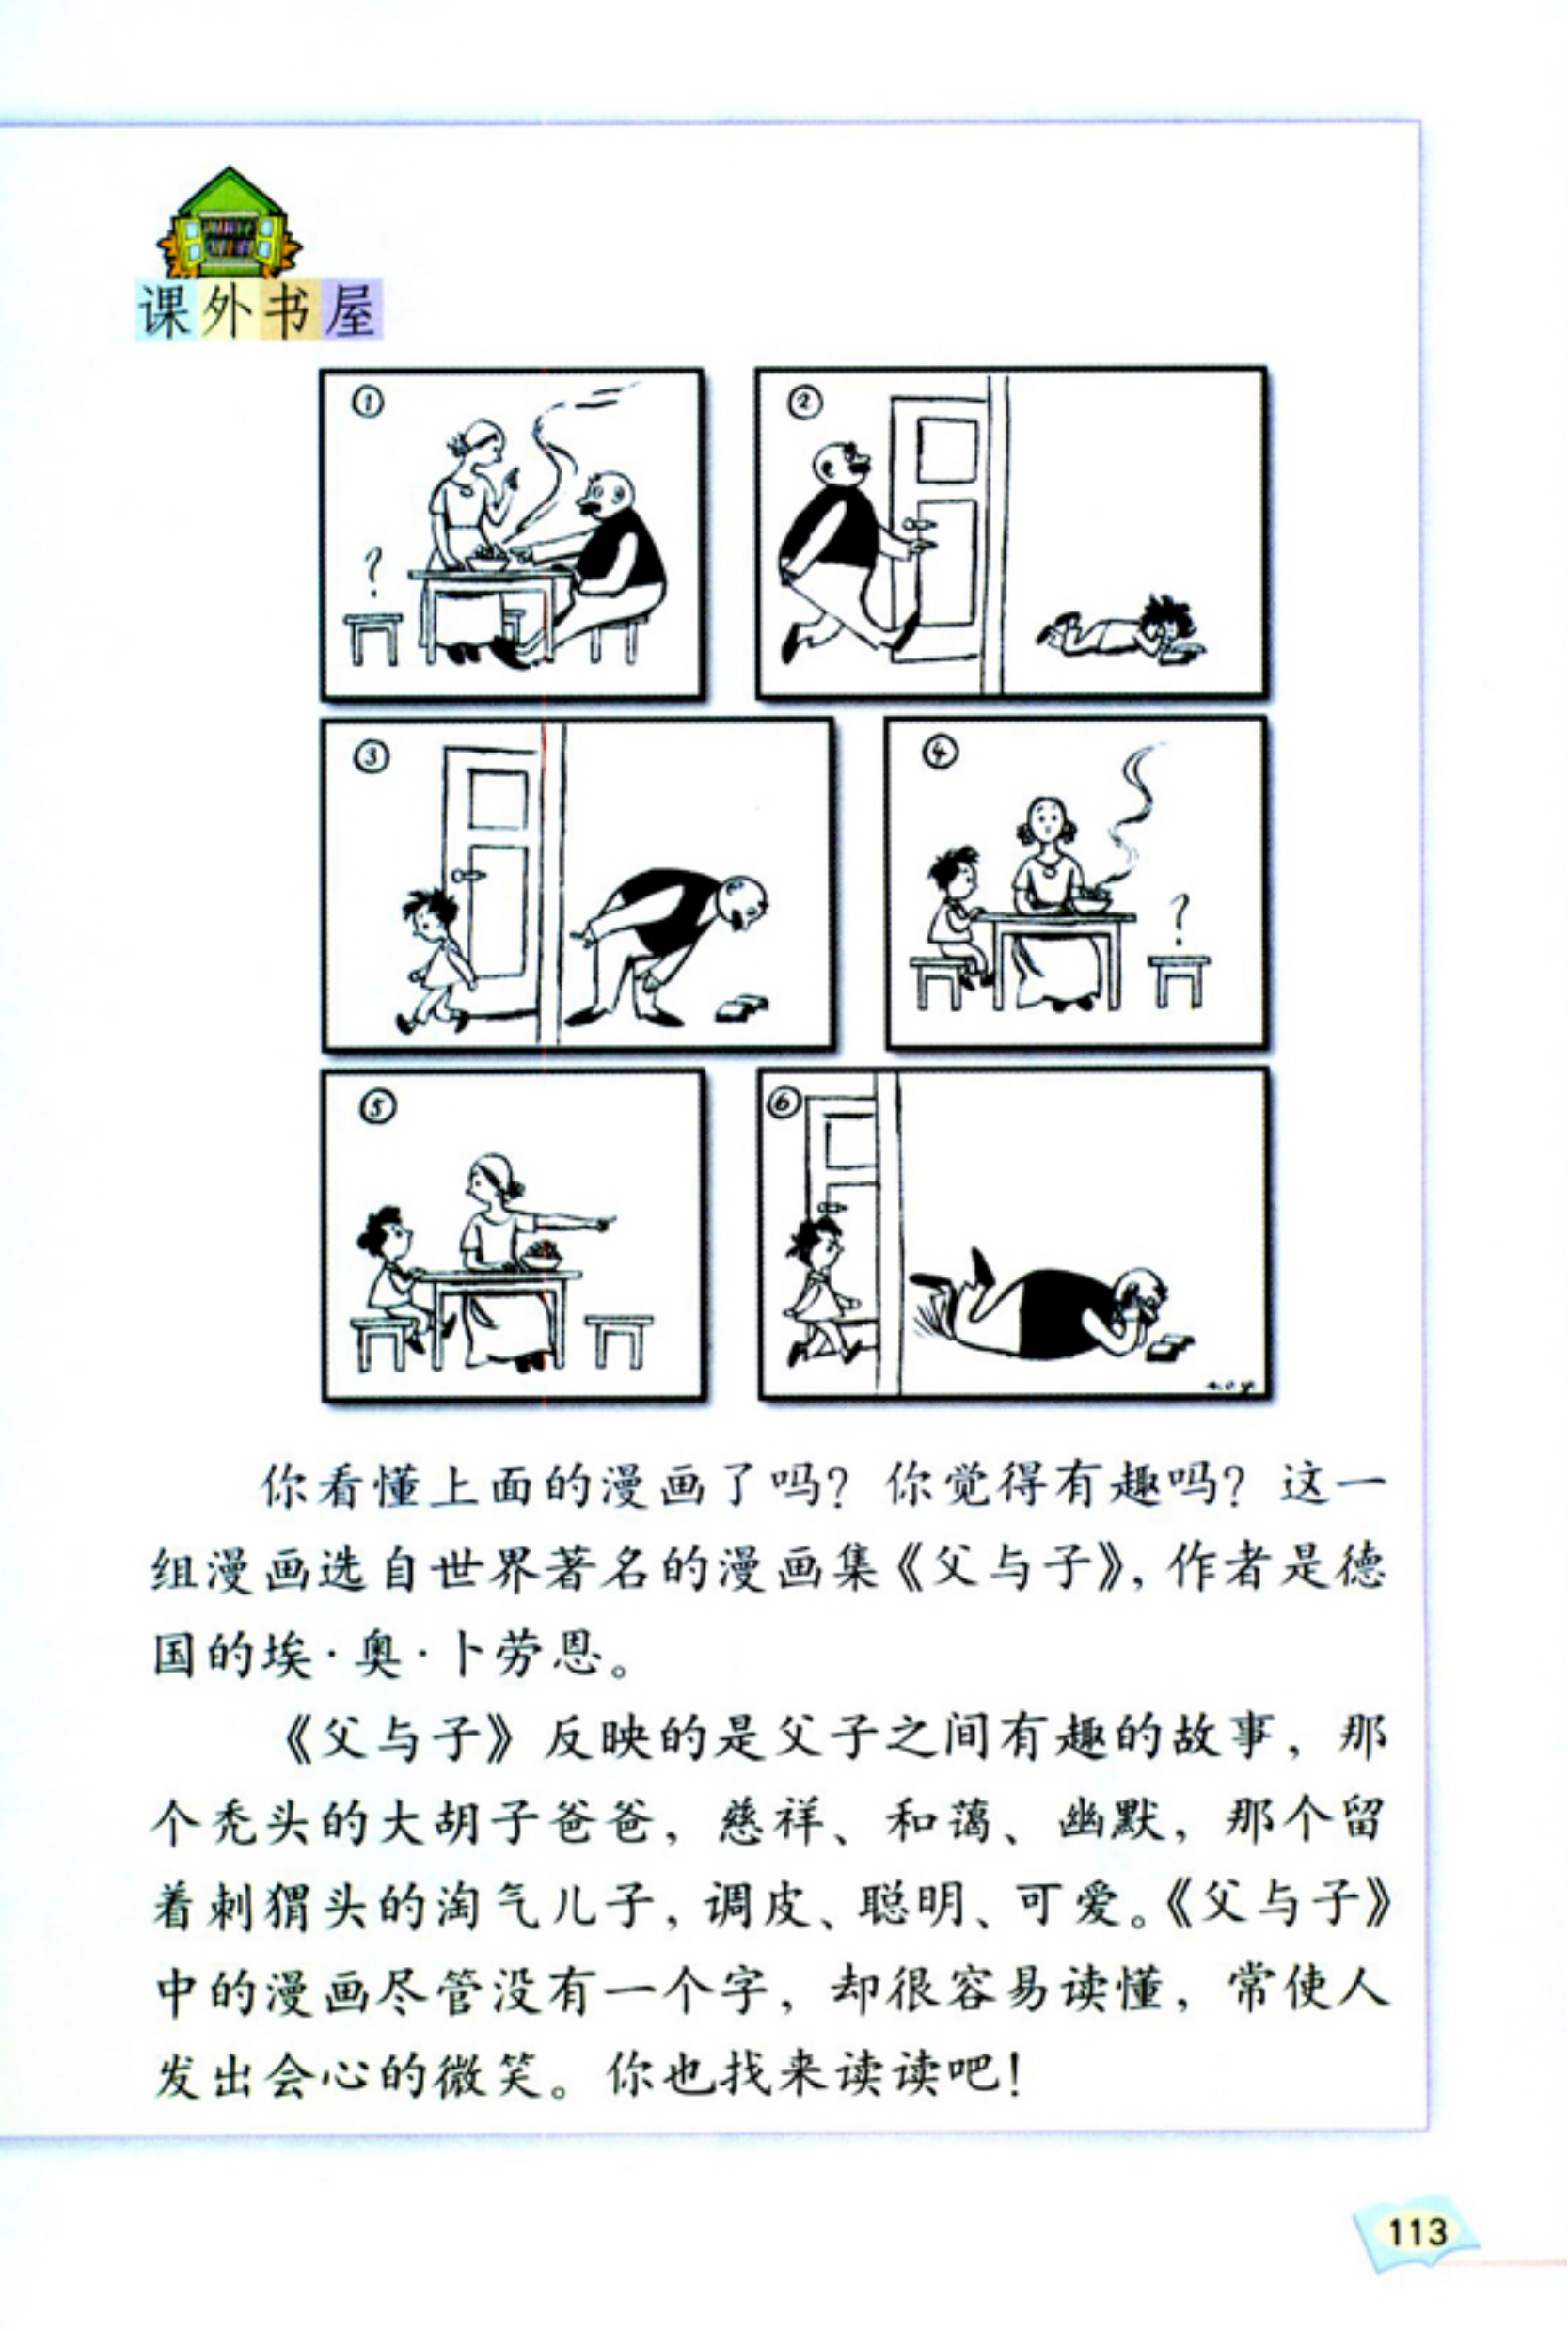 课外书屋
① ②
?
③ ④
?
⑤ ⑥
你看懂上面的漫画了吗？你觉得有趣吗？这一
组漫画选自世界著名的漫画集《父与子》，作者是德
国的埃·奥·卜劳恩。
《父与子》反映的是父子之间有趣的故事，那
个秃头的大胡子爸爸，慈祥、和蔼、幽默，那个留
着刺猬头的淘气儿子，调皮、聪明、可爱。《父与子》
中的漫画尽管没有一个字，却很容易读懂，常使人
发出会心的微笑。你也找来读读吧！
113